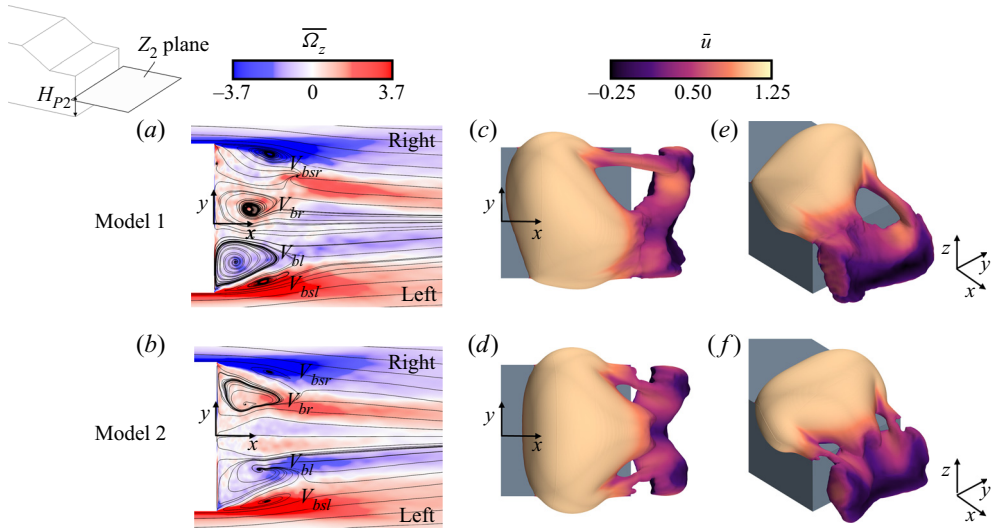 Z2 plane
HP2
Ωz
−3.7 0 3.7
ū
−0.25 0.50 1.25
(a) (c) (e)
Right
Vbsr
y
Vbr
x
Model 1
Vbl
Vbsl
Left
y
x
z
y
x
(b) (d) (f)
Right
Vbsr
y
Vbr
x
Model 2
Vbl
Vbsl
Left
y
x
z
y
x